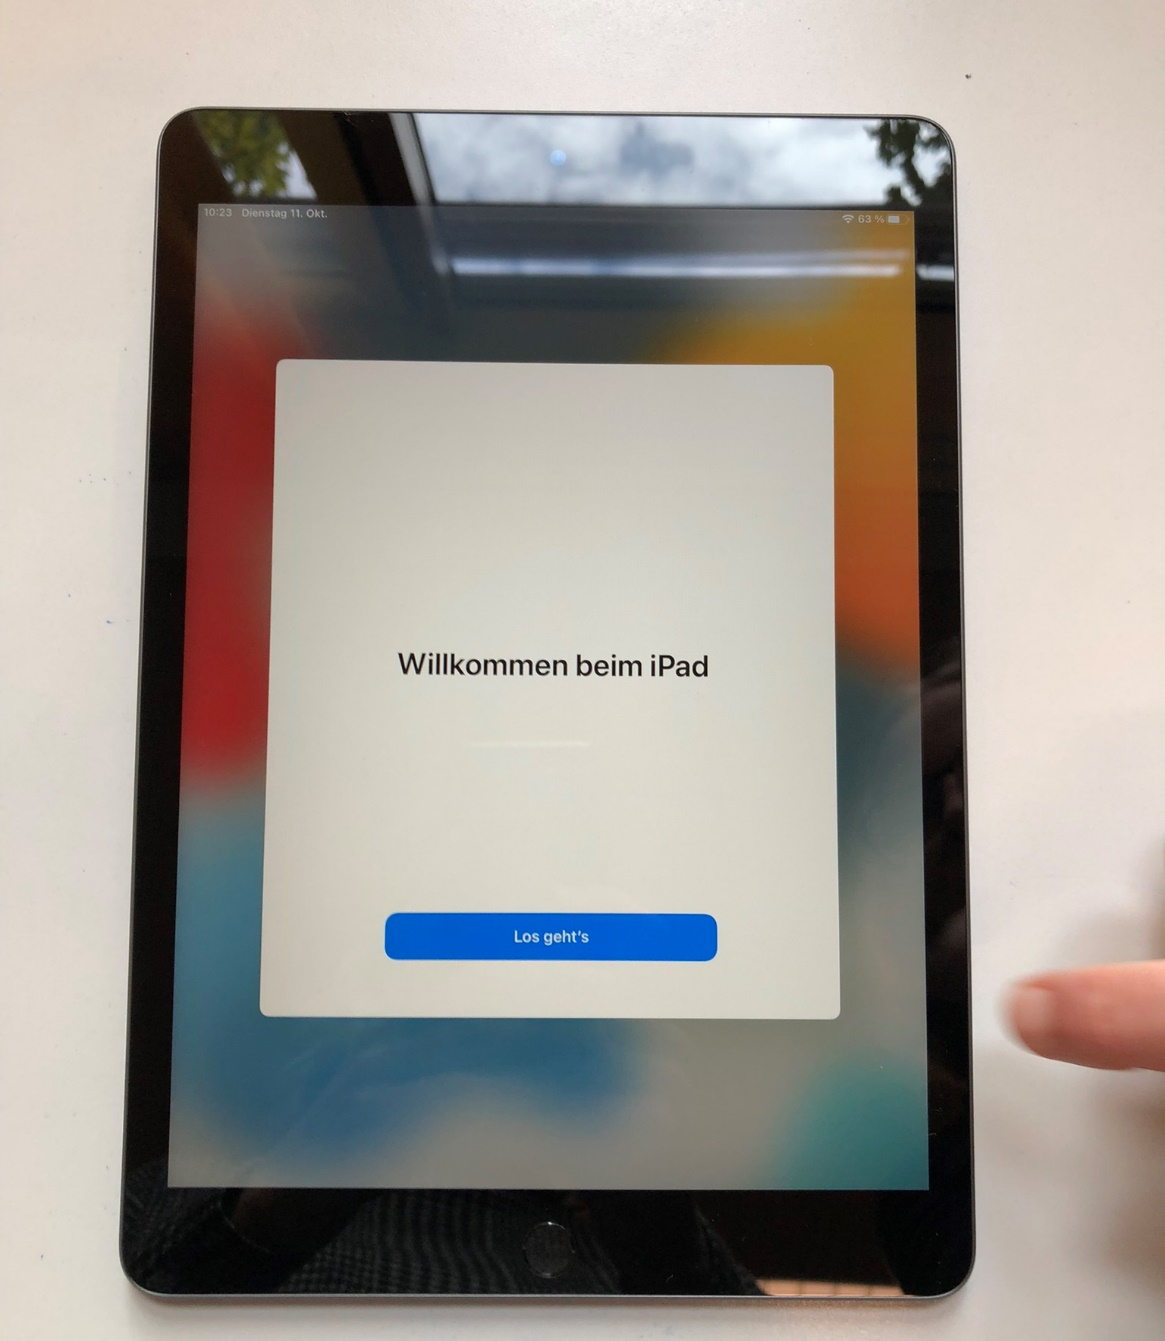 10:23 Dienstag 11. Okt.
63 %
Willkommen beim iPad
Los geht's